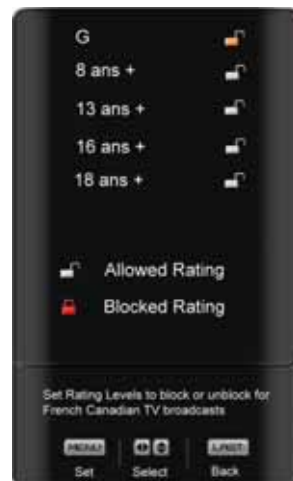 G
8 ans +
13 ans +
16 ans +
18 ans +
Allowed Rating
Blocked Rating
Set Rating Levels to block or unblock for
French Canadian TV broadcasts
MENU LAST
Set Select Back